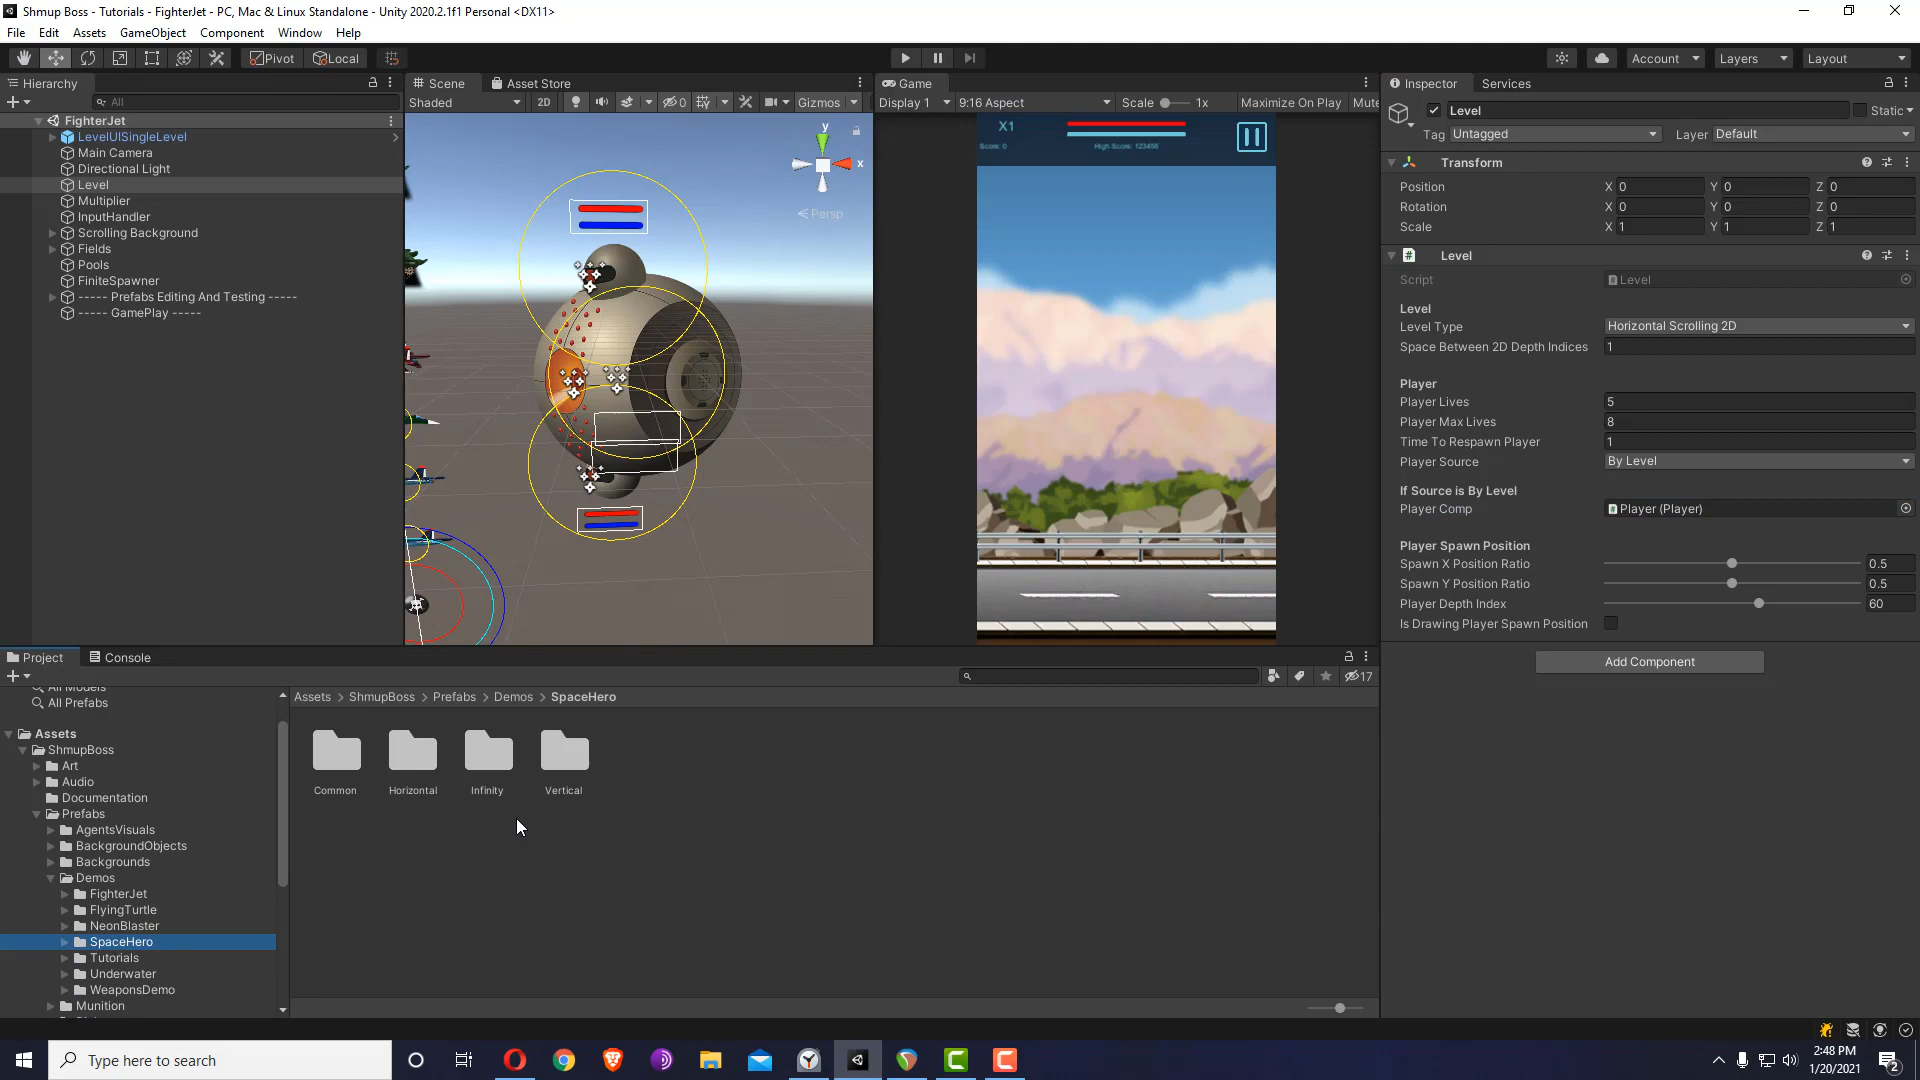 Shmup Boss - Tutorials - FighterJet - PC, Mac & Linux Standalone - Unity 2020.2.1f1 Personal <DX11>
File Edit Assets GameObject Component Window Help
Pivot Local Account Layers Layout
Hierarchy
All
FighterJet
LevelUISingleLevel
Main Camera
Directional Light
Level
Multiplier
InputHandler
Scrolling Background
Fields
Pools
FiniteSpawner
----- Prefabs Editing And Testing -----
----- GamePlay -----
Scene Asset Store
Shaded 2D 0 Gizmos
y
x
Persp
Game
Display 1 9:16 Aspect Scale 1x Maximize On Play Mute
X1
Score: 0 High Score: 123456
Inspector Services
Level Static
Tag Untagged Layer Default
Transform
Position X 0 Y 0 Z 0
Rotation X 0 Y 0 Z 0
Scale X 1 Y 1 Z 1
Level
Script Level
Level
Level Type Horizontal Scrolling 2D
Space Between 2D Depth Indices 1
Player
Player Lives 5
Player Max Lives 8
Time To Respawn Player 1
Player Source By Level
If Source is By Level
Player Comp Player (Player)
Player Spawn Position
Spawn X Position Ratio 0.5
Spawn Y Position Ratio 0.5
Player Depth Index 60
Is Drawing Player Spawn Position
Add Component
Project Console
17
All Models
All Prefabs
Assets
ShmupBoss
Art
Audio
Documentation
Prefabs
AgentsVisuals
BackgroundObjects
Backgrounds
Demos
FighterJet
FlyingTurtle
NeonBlaster
SpaceHero
Tutorials
Underwater
WeaponsDemo
Munition
Assets > ShmupBoss > Prefabs > Demos > SpaceHero
Common Horizontal Infinity Vertical
Type here to search
2:48 PM
1/20/2021
2